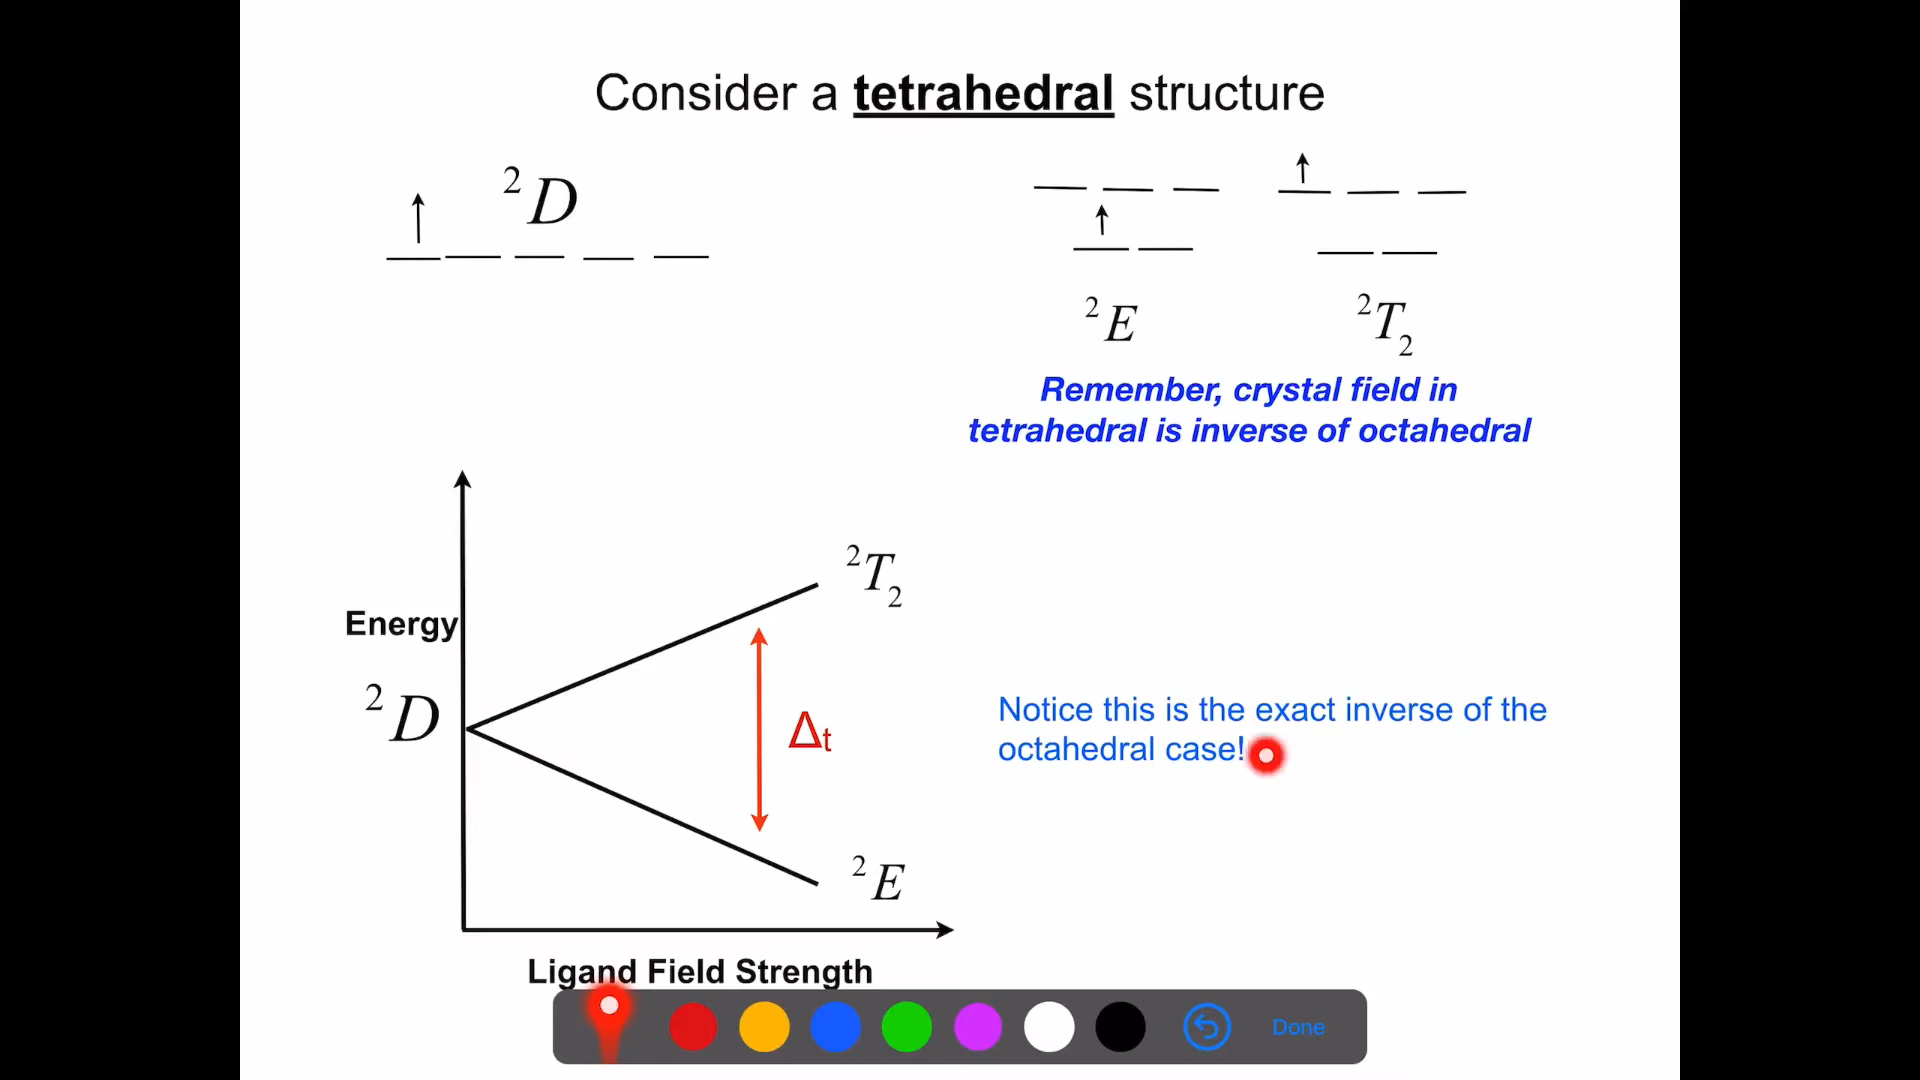 Consider a tetrahedral structure
²D
²E
²T₂
Remember, crystal field in
tetrahedral is inverse of octahedral
²T₂
Energy
²D
Δt
Notice this is the exact inverse of the
octahedral case!
²E
Ligand Field Strength
Done